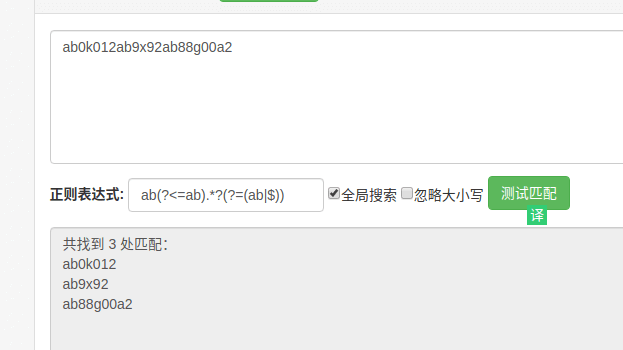 ab0k012ab9x92ab88g00a2
正则表达式: ab(?<=ab).*?(?=(ab|$)) 全局搜索 忽略大小写 测试匹配
译
共找到 3 处匹配：
ab0k012
ab9x92
ab88g00a2